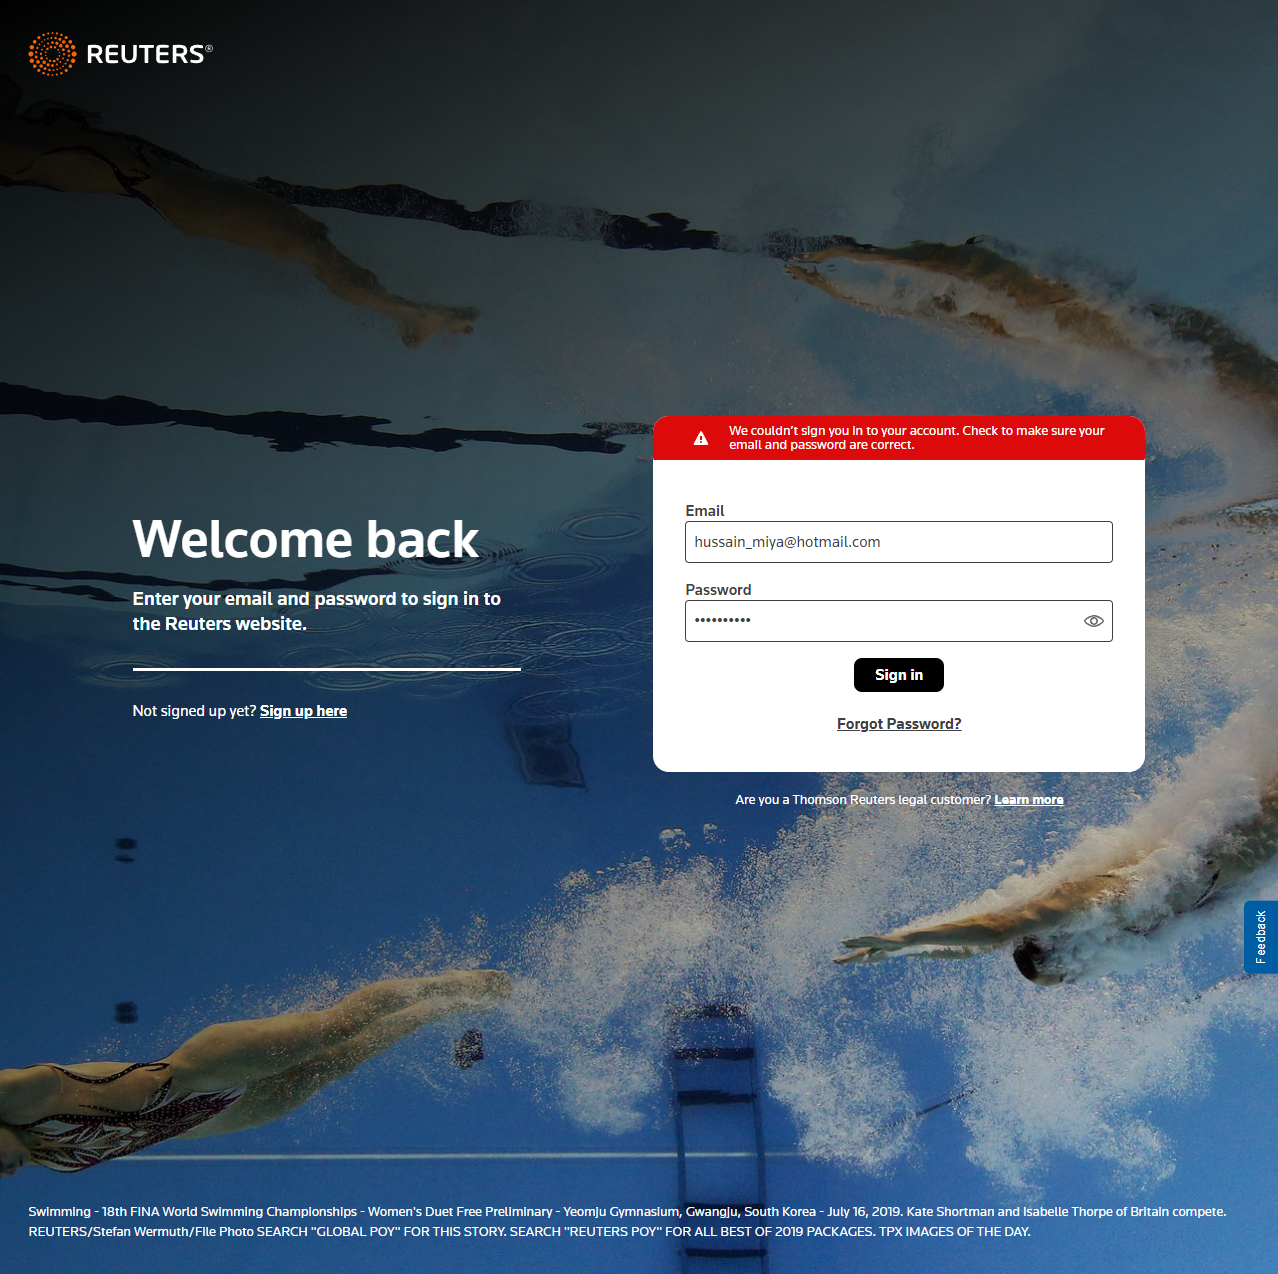 REUTERS®
We couldn't sign you in to your account. Check to make sure your
email and password are correct.
Welcome back
Enter your email and password to sign in to
the Reuters website.
Not signed up yet? Sign up here
Email
hussain_miya@hotmail.com
Password
••••••••••
Sign in
Forgot Password?
Are you a Thomson Reuters legal customer? Learn more
Feedback
Swimming - 18th FINA World Swimming Championships - Women's Duet Free Preliminary - Yeomju Gymnasium, Gwangju, South Korea - July 16, 2019. Kate Shortman and Isabelle Thorpe of Britain compete.
REUTERS/Stefan Wermuth/File Photo SEARCH "GLOBAL POY" FOR THIS STORY. SEARCH "REUTERS POY" FOR ALL BEST OF 2019 PACKAGES. TPX IMAGES OF THE DAY.